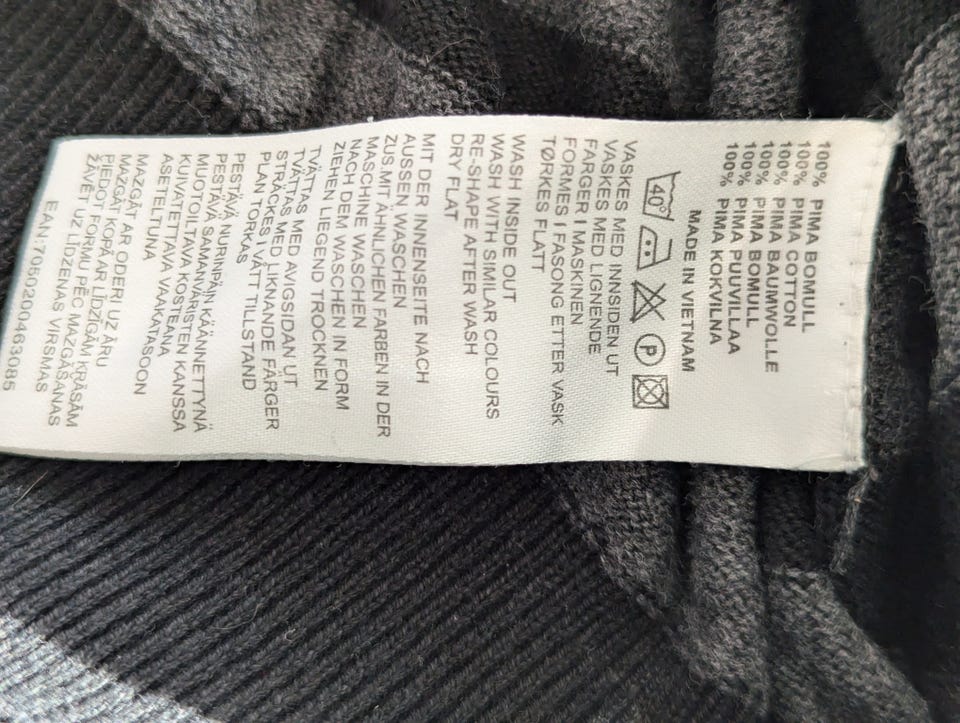 100% PIMA BOMULL
100% PIMA COTTON
100% PIMA BAUMWOLLE
100% PIMA BOMULL
100% PIMA PUUVILLAA
100% PIMA KOKVILNA
MADE IN VIETNAM
40°
P
VASKES MED INNSIDEN UT
VASKES MED LIGNENDE
FARGER I MASKINEN
FORMES I FASONG ETTER VASK
TØRKES FLATT
WASH INSIDE OUT
WASH WITH SIMILAR COLOURS
RE-SHAPE AFTER WASH
DRY FLAT
MIT DER INNENSEITE NACH
AUSSEN WASCHEN
ZUS.MIT ÄHNLICHEN FARBEN IN DER
MASCHINE WASCHEN
NACH DEM WASCHEN IN FORM
ZIEHEN LIEGEND TROCKNEN
TVÄTTAS MED AVIGSIDAN UT
TVÄTTAS MED LIKNANDE FÄRGER
STRÄCKES I VÅTT TILLSTAND
PLAN TORKAS
PESTÄVÄ NURINPÄIN KÄÄNNETTYNÄ
PESTÄVÄ SAMANVÄRISTEN KANSSA
MUOTOILTAVA KOSTEANA
KUIVATETTAVA VAAKATASOON
ASETELTUNA
MAZGĀT AR ODERI UZ ĀRU
MAZGĀT KOPĀ AR LĪDZĪGĀM KRĀSĀM
PIEDOT FORMU PĒC MAZGĀŠANAS
ŽĀVĒT UZ LĪDZENAS VIRSMAS
EAN:7050200463085